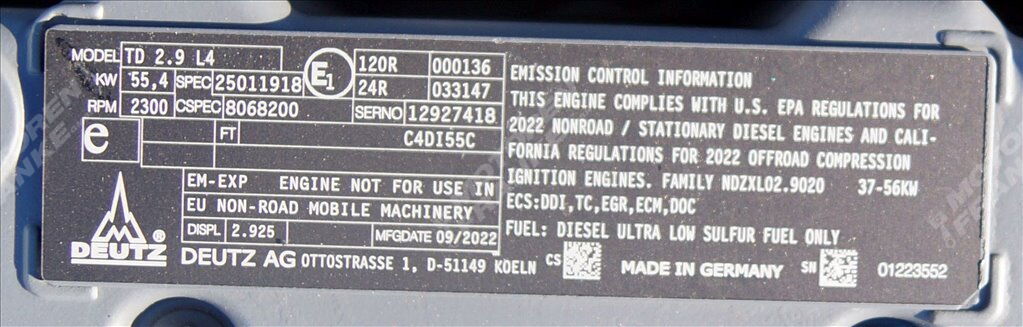 MODEL TD 2.9 L4
KW 55,4 SPEC 25011918
RPM 2300 CSPEC 8068200
E1 120R 000136
24R 033147
SERNO 12927418
e FT C4DI55C
EM-EXP ENGINE NOT FOR USE IN
EU NON-ROAD MOBILE MACHINERY
DISPL 2.925 MFGDATE 09/2022
DEUTZ ®
DEUTZ AG OTTOSTRASSE 1, D-51149 KOELN
EMISSION CONTROL INFORMATION
THIS ENGINE COMPLIES WITH U.S. EPA REGULATIONS FOR
2022 NONROAD / STATIONARY DIESEL ENGINES AND CALI-
FORNIA REGULATIONS FOR 2022 OFFROAD COMPRESSION
IGNITION ENGINES. FAMILY NDZXL02.9020 37-56KW
ECS:DDI,TC,EGR,ECM,DOC
FUEL: DIESEL ULTRA LOW SULFUR FUEL ONLY
CS MADE IN GERMANY SN 01223552